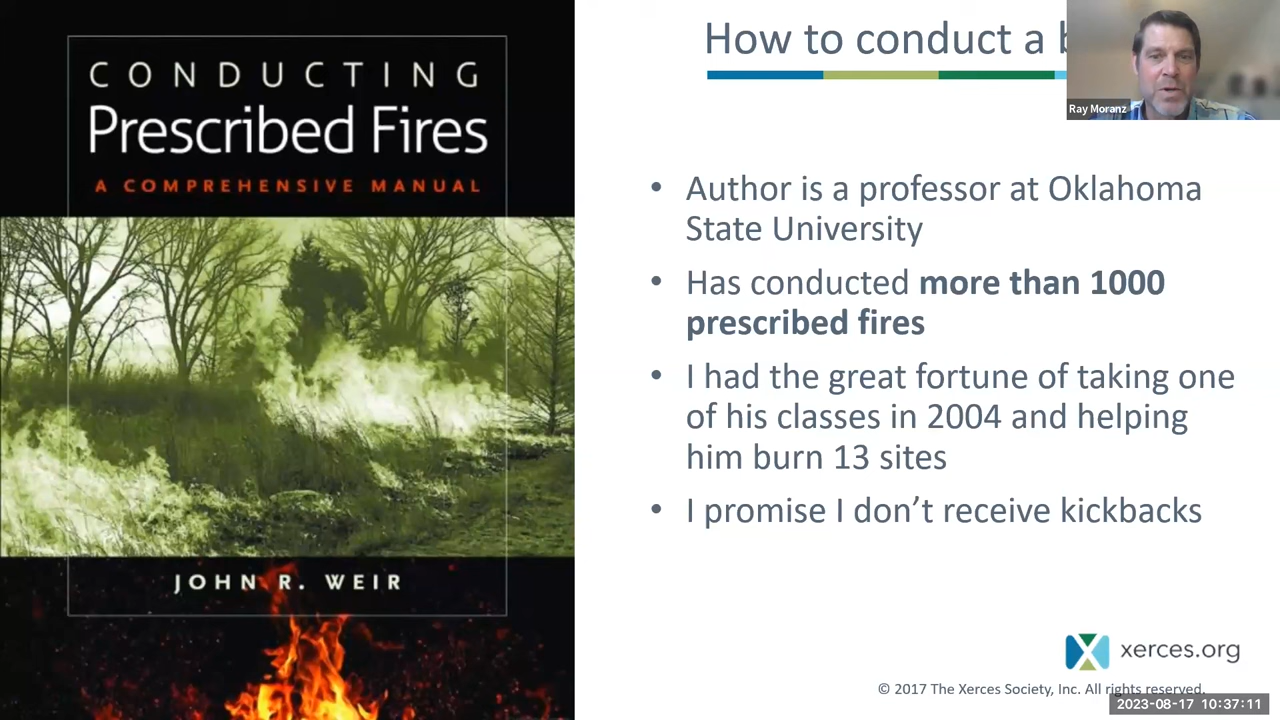 CONDUCTING
Prescribed Fires
A COMPREHENSIVE MANUAL
JOHN R. WEIR
How to conduct a
Ray Moranz
• Author is a professor at Oklahoma
State University
• Has conducted more than 1000
prescribed fires
• I had the great fortune of taking one
of his classes in 2004 and helping
him burn 13 sites
• I promise I don’t receive kickbacks
xerces.org
© 2017 The Xerces Society, Inc. All rights reserved.
2023-08-17 10:37:11